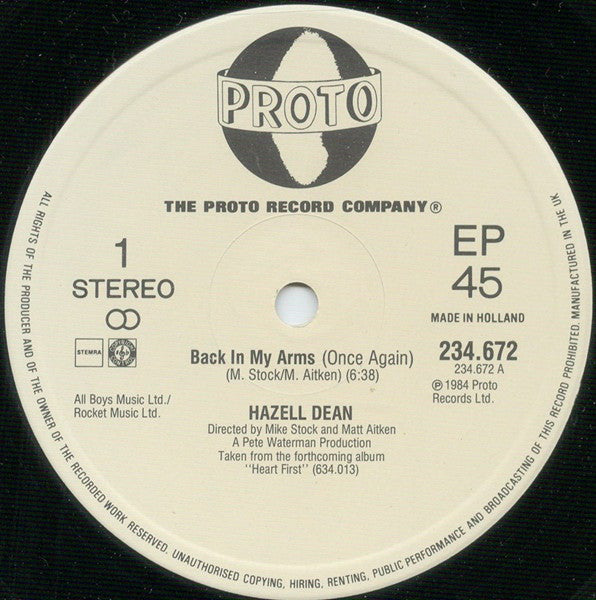 PROTO
THE PROTO RECORD COMPANY®
1
STEREO
EP
45
MADE IN HOLLAND
STEMRA
Back In My Arms (Once Again)
(M. Stock/M. Aitken) (6:38)
234.672
234.672 A
℗ 1984 Proto
Records Ltd.
All Boys Music Ltd./
Rocket Music Ltd.
HAZELL DEAN
Directed by Mike Stock and Matt Aitken
A Pete Waterman Production
Taken from the forthcoming album
"Heart First" (634.013)
ALL RIGHTS OF THE PRODUCER AND OF THE OWNER OF THE RECORDED WORK RESERVED. UNAUTHORISED COPYING, HIRING, RENTING, PUBLIC PERFORMANCE AND BROADCASTING OF THIS RECORD PROHIBITED. MANUFACTURED IN THE UK